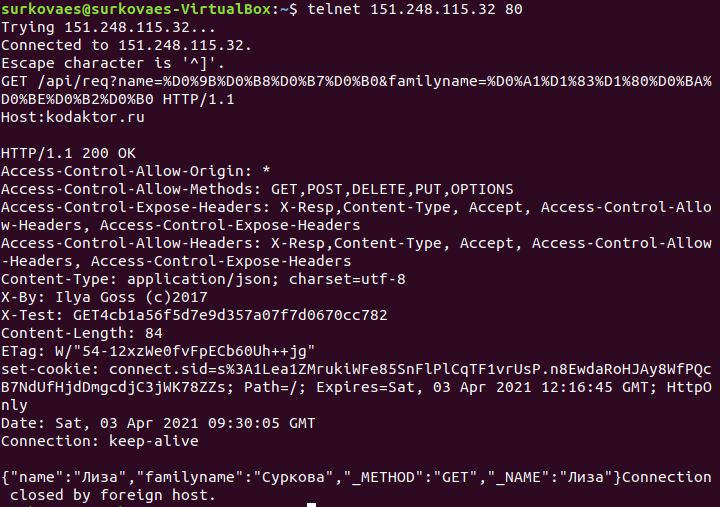 surkovaes@surkovaes-VirtualBox:~$ telnet 151.248.115.32 80
Trying 151.248.115.32...
Connected to 151.248.115.32.
Escape character is '^]'.
GET /api/req?name=%D0%9B%D0%B8%D0%B7%D0%B0&familyname=%D0%A1%D1%83%D1%80%D0%BA%
D0%BE%D0%B2%D0%B0 HTTP/1.1
Host:kodaktor.ru

HTTP/1.1 200 OK
Access-Control-Allow-Origin: *
Access-Control-Allow-Methods: GET,POST,DELETE,PUT,OPTIONS
Access-Control-Expose-Headers: X-Resp,Content-Type, Accept, Access-Control-Allo
w-Headers, Access-Control-Expose-Headers
Access-Control-Allow-Headers: X-Resp,Content-Type, Accept, Access-Control-Allow
-Headers, Access-Control-Expose-Headers
Content-Type: application/json; charset=utf-8
X-By: Ilya Goss (c)2017
X-Test: GET4cb1a56f5d7e9d357a07f7d0670cc782
Content-Length: 84
ETag: W/"54-12xzWe0fvFpECb60Uh++jg"
set-cookie: connect.sid=s%3A1Lea1ZMrukiWFe85SnFlPlCqTF1vrUsP.n8EwdaRoHJAy8WfPQc
B7NdUfHjdDmgcdjC3jWK78ZZs; Path=/; Expires=Sat, 03 Apr 2021 12:16:45 GMT; HttpO
nly
Date: Sat, 03 Apr 2021 09:30:05 GMT
Connection: keep-alive

{"name":"Лиза","familyname":"Суркова","_METHOD":"GET","_NAME":"Лиза"}Connection
 closed by foreign host.